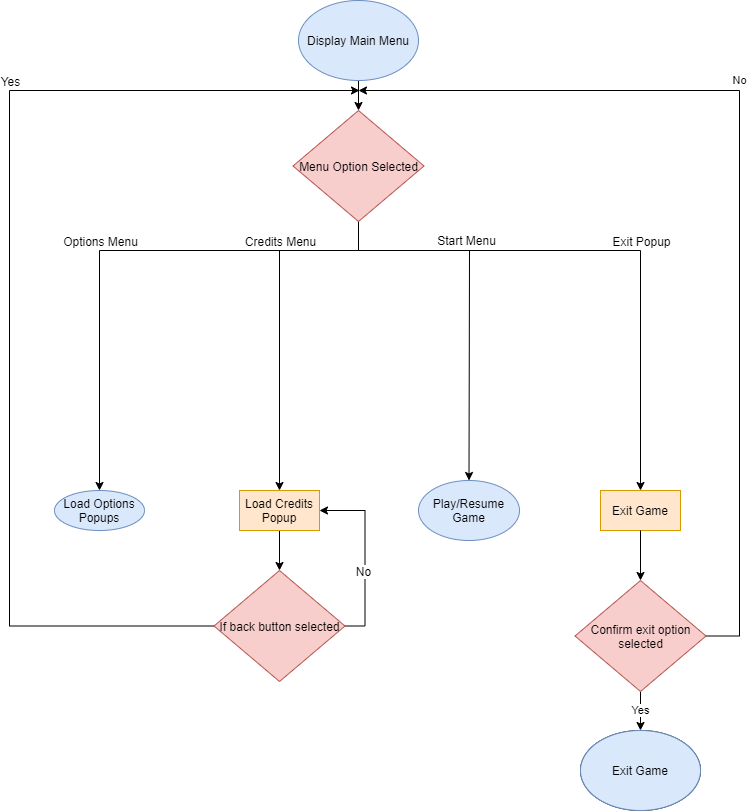 Display Main Menu
Yes
No
Menu Option Selected
Options Menu
Credits Menu
Start Menu
Exit Popup
Load Options
Popups
Load Credits
Popup
Play/Resume
Game
Exit Game
No
If back button selected
Confirm exit option
selected
Yes
Exit Game